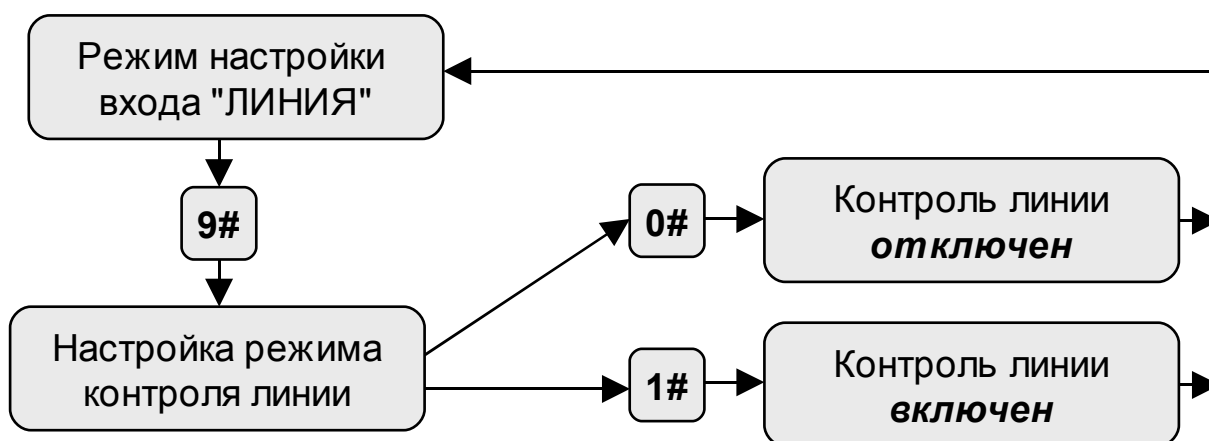 Режим настройки
входа "ЛИНИЯ"
9#
Настройка режима
контроля линии
0#
Контроль линии
отключен
1#
Контроль линии
включен